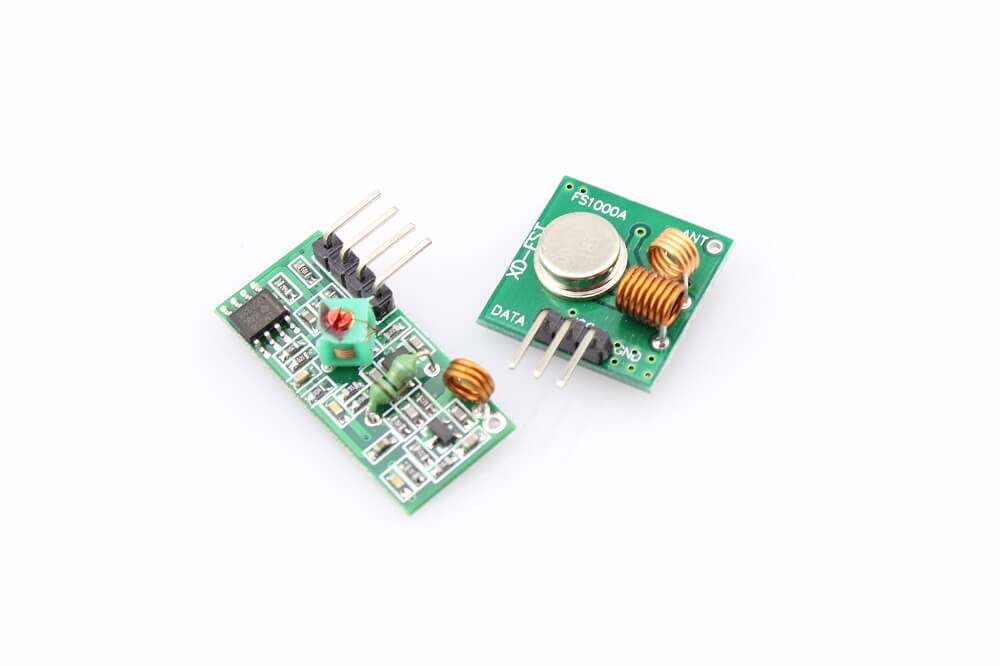 FS1000A
XD-FST
ANT
DATA
GND